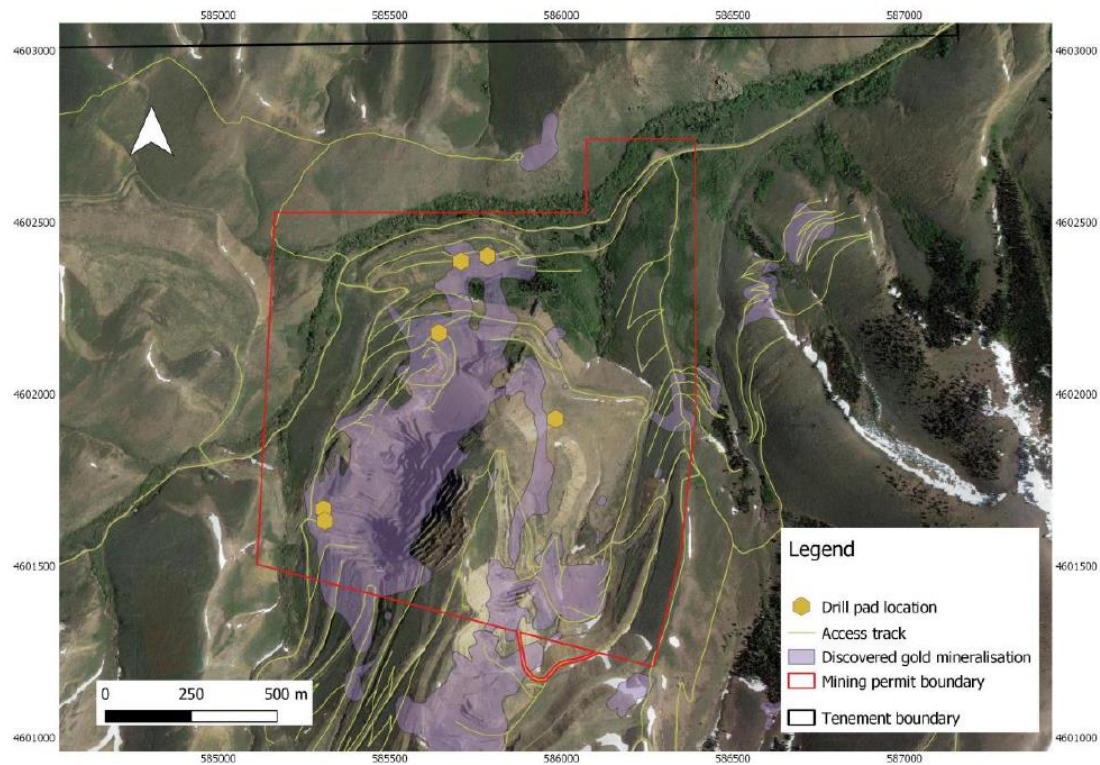 585000 585500 586000 586500 587000
4603000 4603000
4602500 4602500
4602000 4602000
4601500 4601500
4601000 4601000
Legend
Drill pad location
Access track
Discovered gold mineralisation
Mining permit boundary
Tenement boundary
0 250 500 m
585000 585500 586000 586500 587000